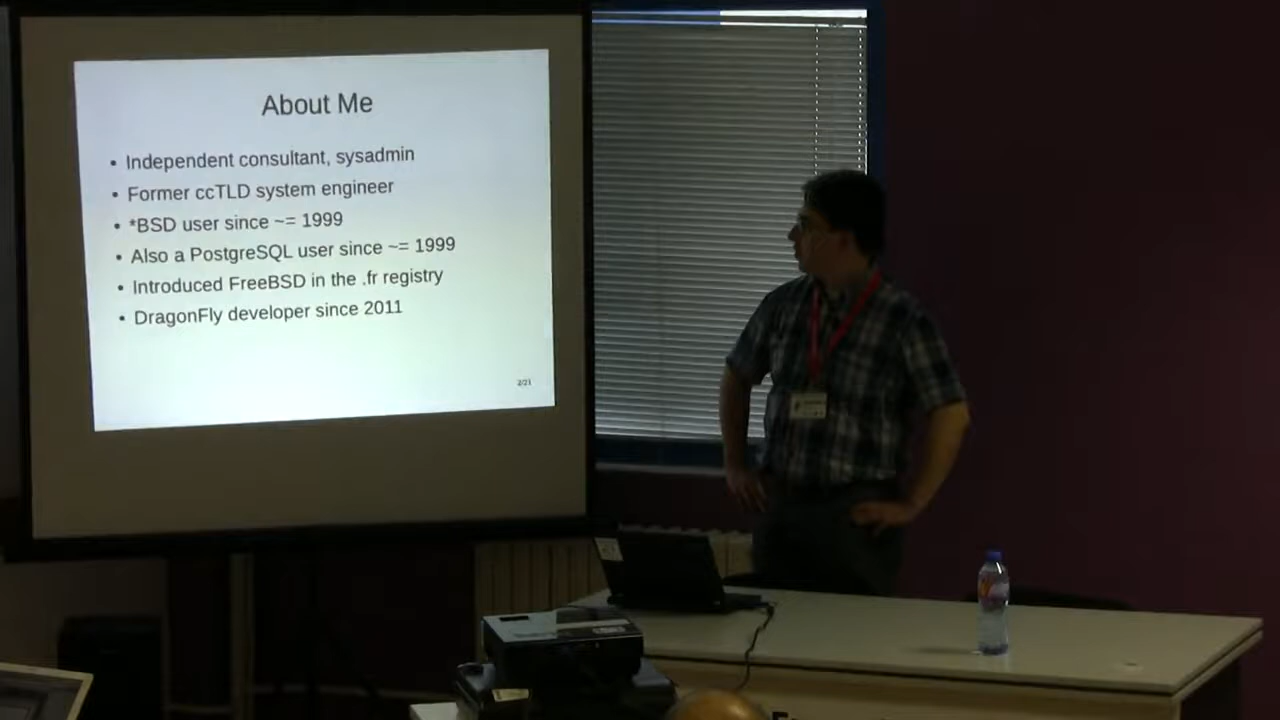 About Me
• Independent consultant, sysadmin
• Former ccTLD system engineer
• *BSD user since ~= 1999
• Also a PostgreSQL user since ~= 1999
• Introduced FreeBSD in the .fr registry
• DragonFly developer since 2011
2/21